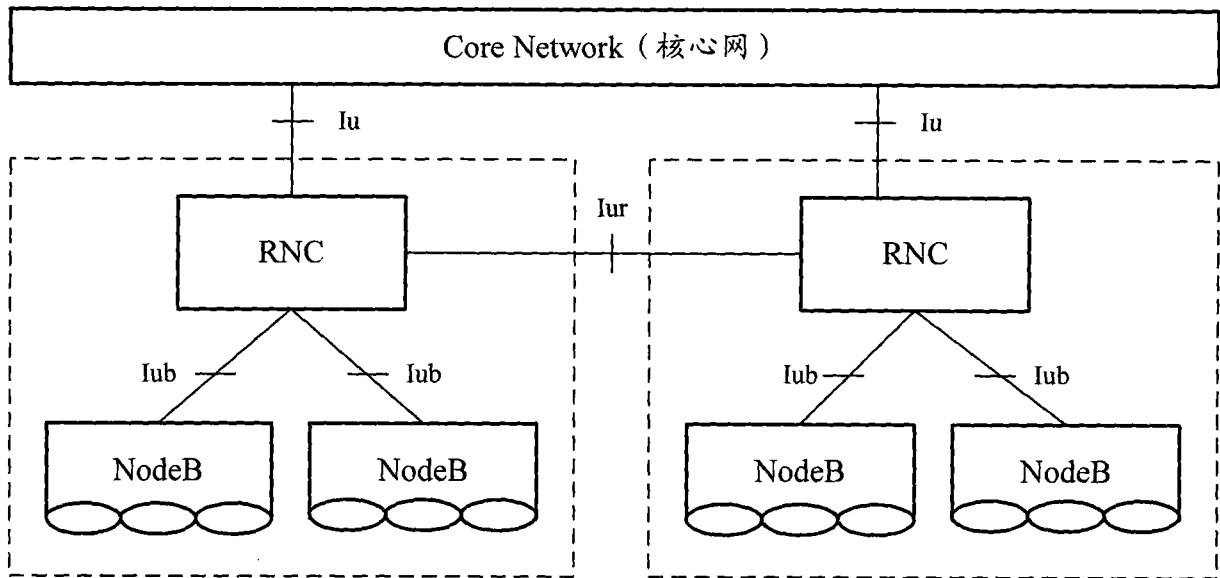 Core Network（核心网）
Iu
Iu
Iur
RNC
RNC
Iub
Iub
Iub
Iub
NodeB
NodeB
NodeB
NodeB